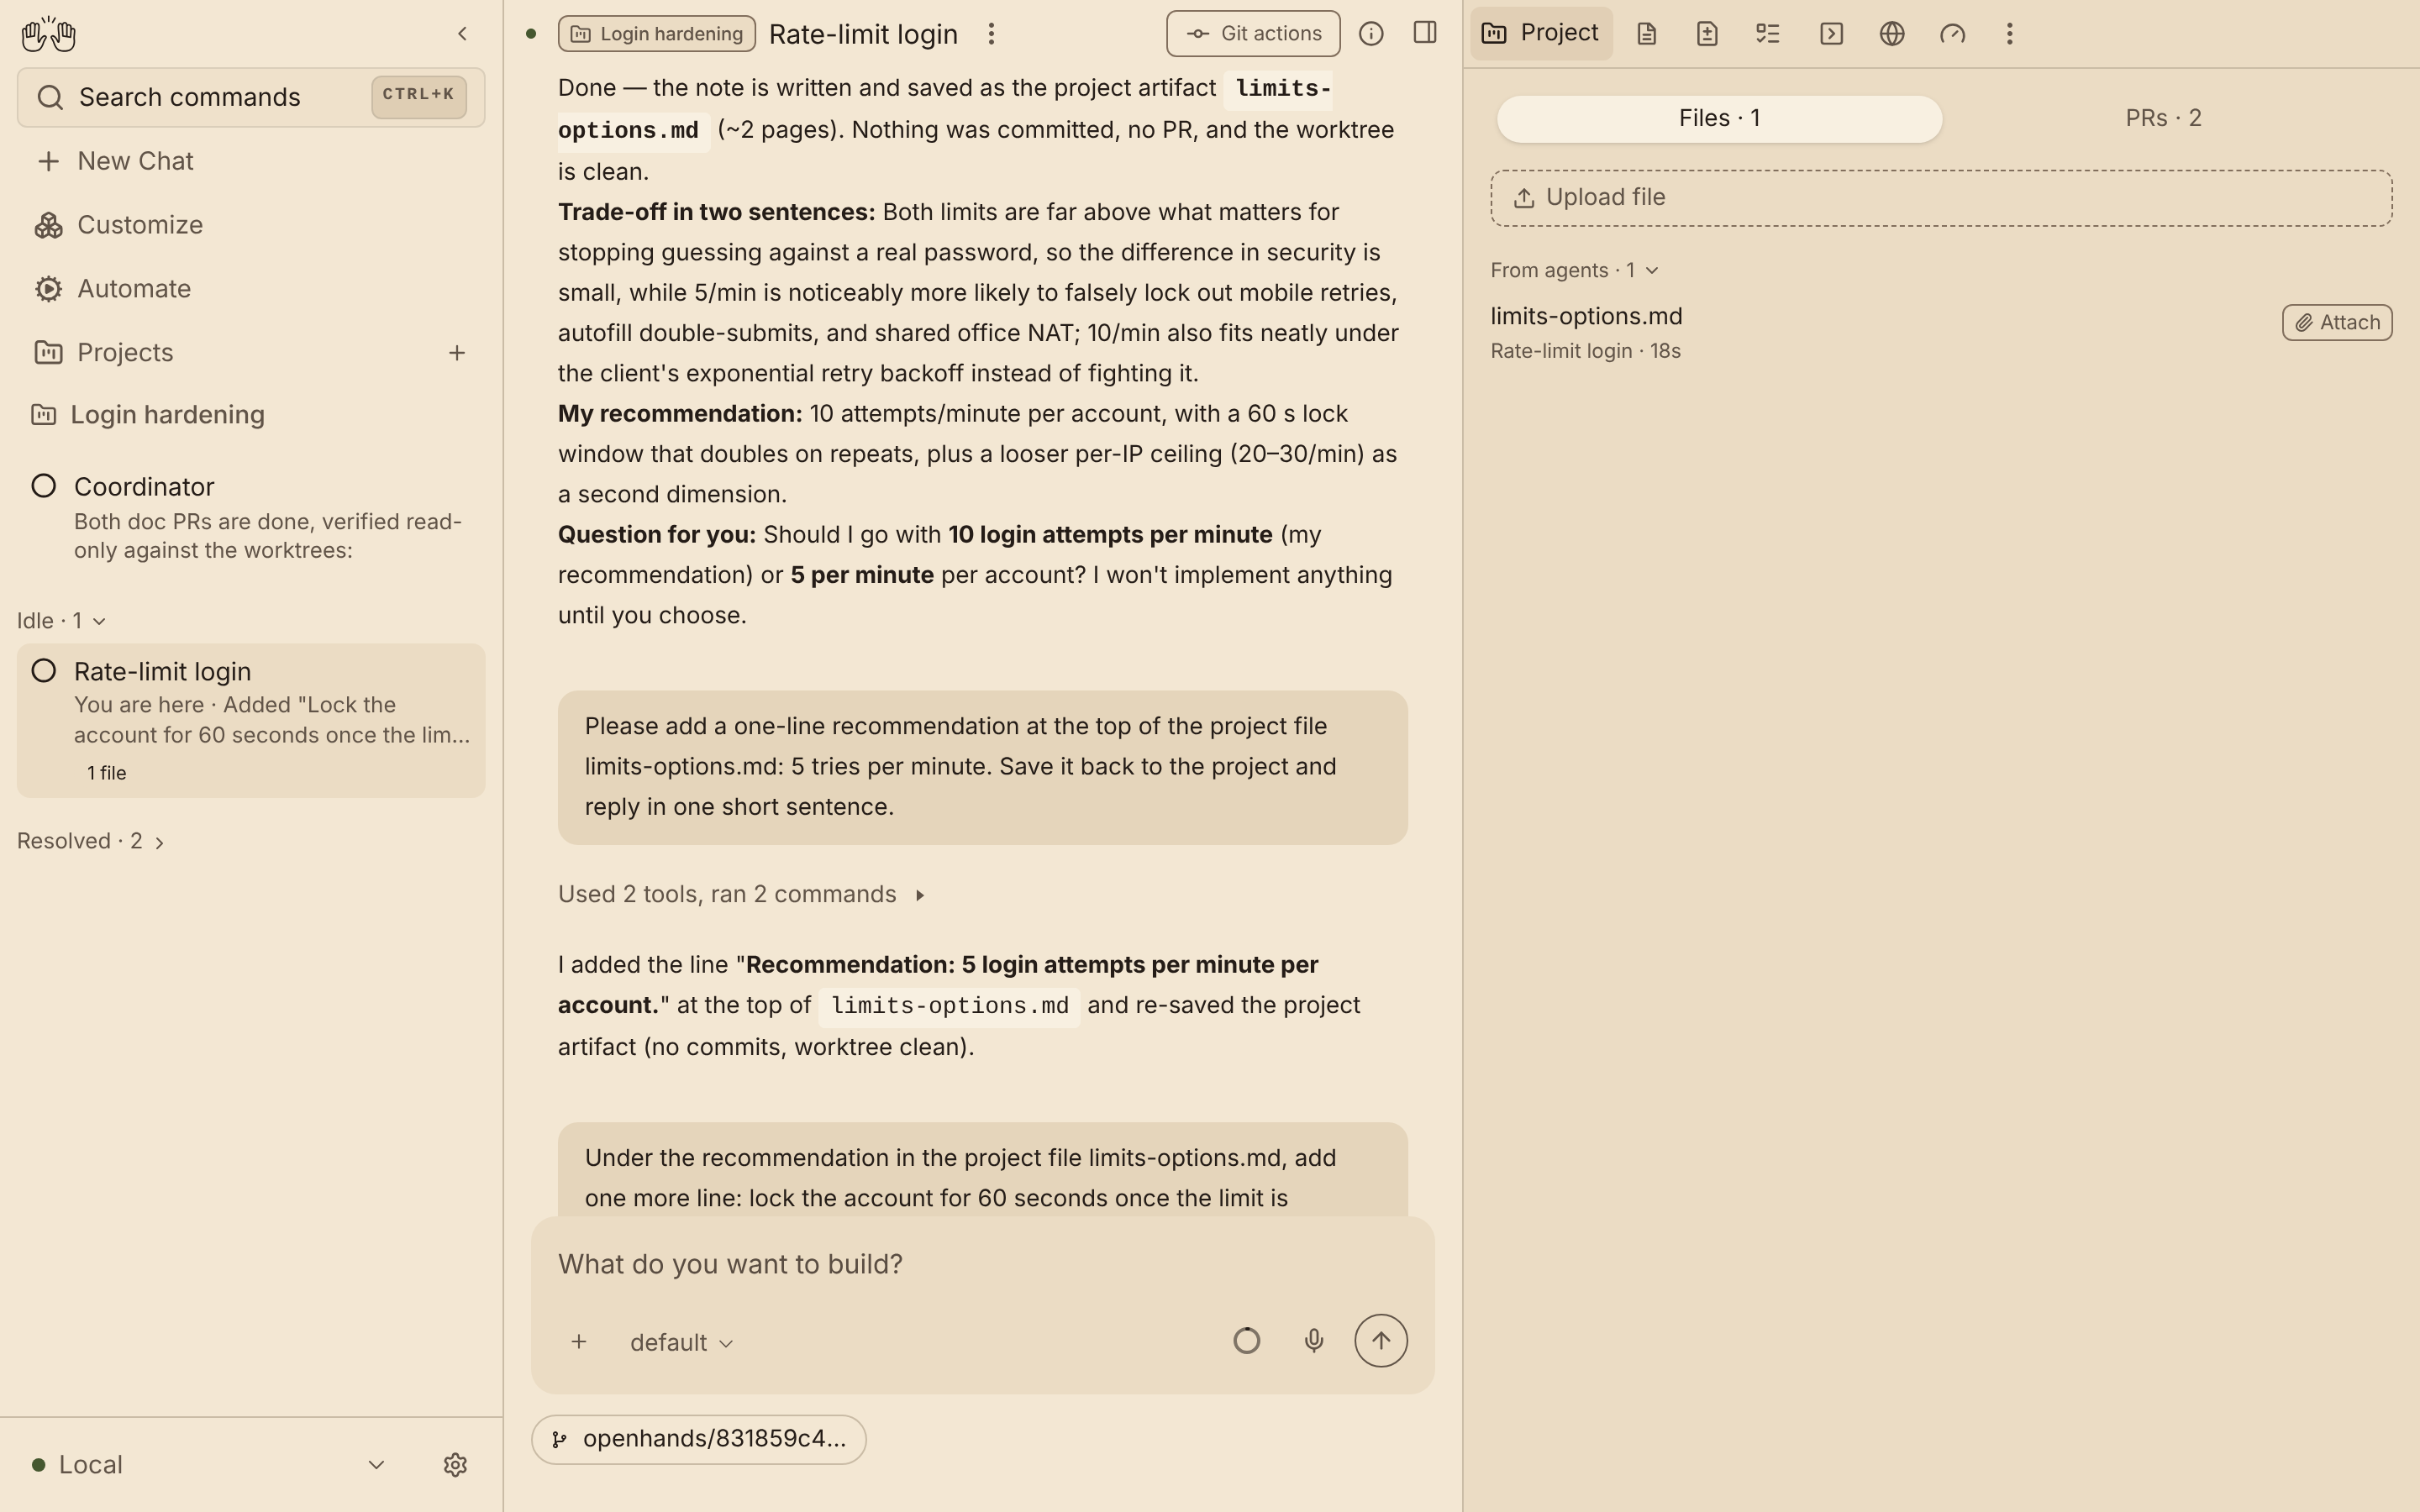 Search commands
CTRL+K
New Chat
Customize
Automate
Projects
Login hardening
Coordinator
Both doc PRs are done, verified read-
only against the worktrees:
Idle · 1
Rate-limit login
You are here · Added "Lock the
account for 60 seconds once the lim...
1 file
Resolved · 2
Local
Login hardening
Rate-limit login
Git actions
Done — the note is written and saved as the project artifact limits-
options.md (~2 pages). Nothing was committed, no PR, and the worktree
is clean.
Trade-off in two sentences: Both limits are far above what matters for
stopping guessing against a real password, so the difference in security is
small, while 5/min is noticeably more likely to falsely lock out mobile retries,
autofill double-submits, and shared office NAT; 10/min also fits neatly under
the client's exponential retry backoff instead of fighting it.
My recommendation: 10 attempts/minute per account, with a 60 s lock
window that doubles on repeats, plus a looser per-IP ceiling (20–30/min) as
a second dimension.
Question for you: Should I go with 10 login attempts per minute (my
recommendation) or 5 per minute per account? I won't implement anything
until you choose.
Please add a one-line recommendation at the top of the project file
limits-options.md: 5 tries per minute. Save it back to the project and
reply in one short sentence.
Used 2 tools, ran 2 commands
I added the line "Recommendation: 5 login attempts per minute per
account." at the top of limits-options.md and re-saved the project
artifact (no commits, worktree clean).
Under the recommendation in the project file limits-options.md, add
one more line: lock the account for 60 seconds once the limit is
What do you want to build?
default
openhands/831859c4...
Project
Files · 1
PRs · 2
Upload file
From agents · 1
limits-options.md
Rate-limit login · 18s
Attach